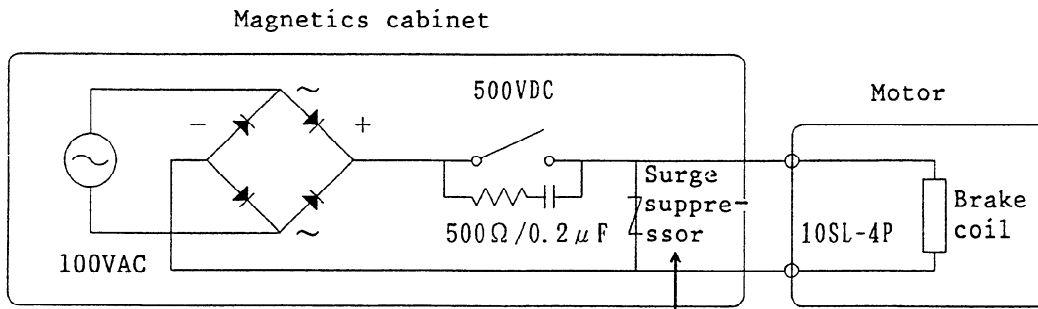 Magnetics cabinet
500VDC
Motor
~
−
+
Surge
suppre-
ssor
Brake
coil
~
500Ω/0.2μF
10SL-4P
100VAC